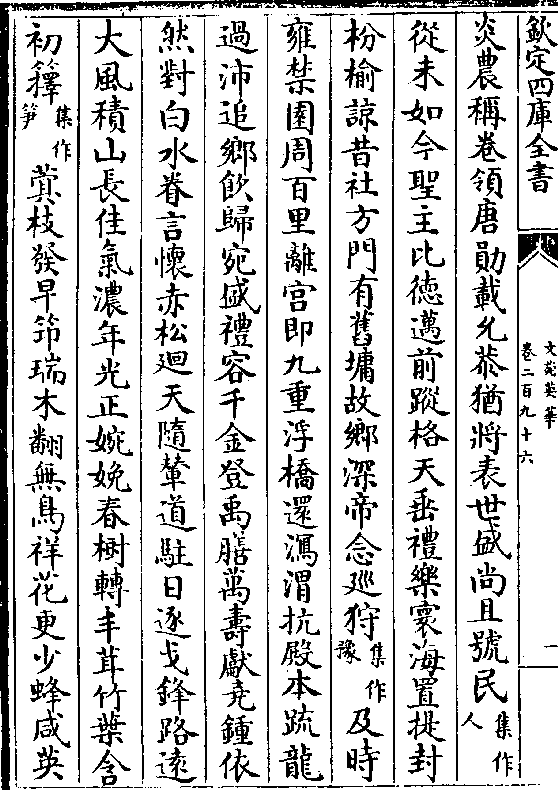 欽定四庫全書
文苑英華
卷二百九十六
一
炎農稱卷領唐勛載允恭猶將表世盛尚且號民集作人
從未如今聖主比德邁前蹤格天垂禮樂寰海置提封
枌榆諒昔社方門有舊墉故鄉深帝念廵狩集作豫及時
雍禁園周百里離宫即九重浮橋還瀉渭抗殿本疏龍
過沛追鄉飲歸宛盛禮容千金登禹膳萬壽獻堯鍾依
然對白水眷言懷赤松廻天隨輦道駐日逐戈鋒路遠
大風積山長佳氣濃年光正婉娩春樹轉丰茸竹葉含
初籜集作笋蓂枝發早節瑞木翻無鳥祥花更少蜂咸英